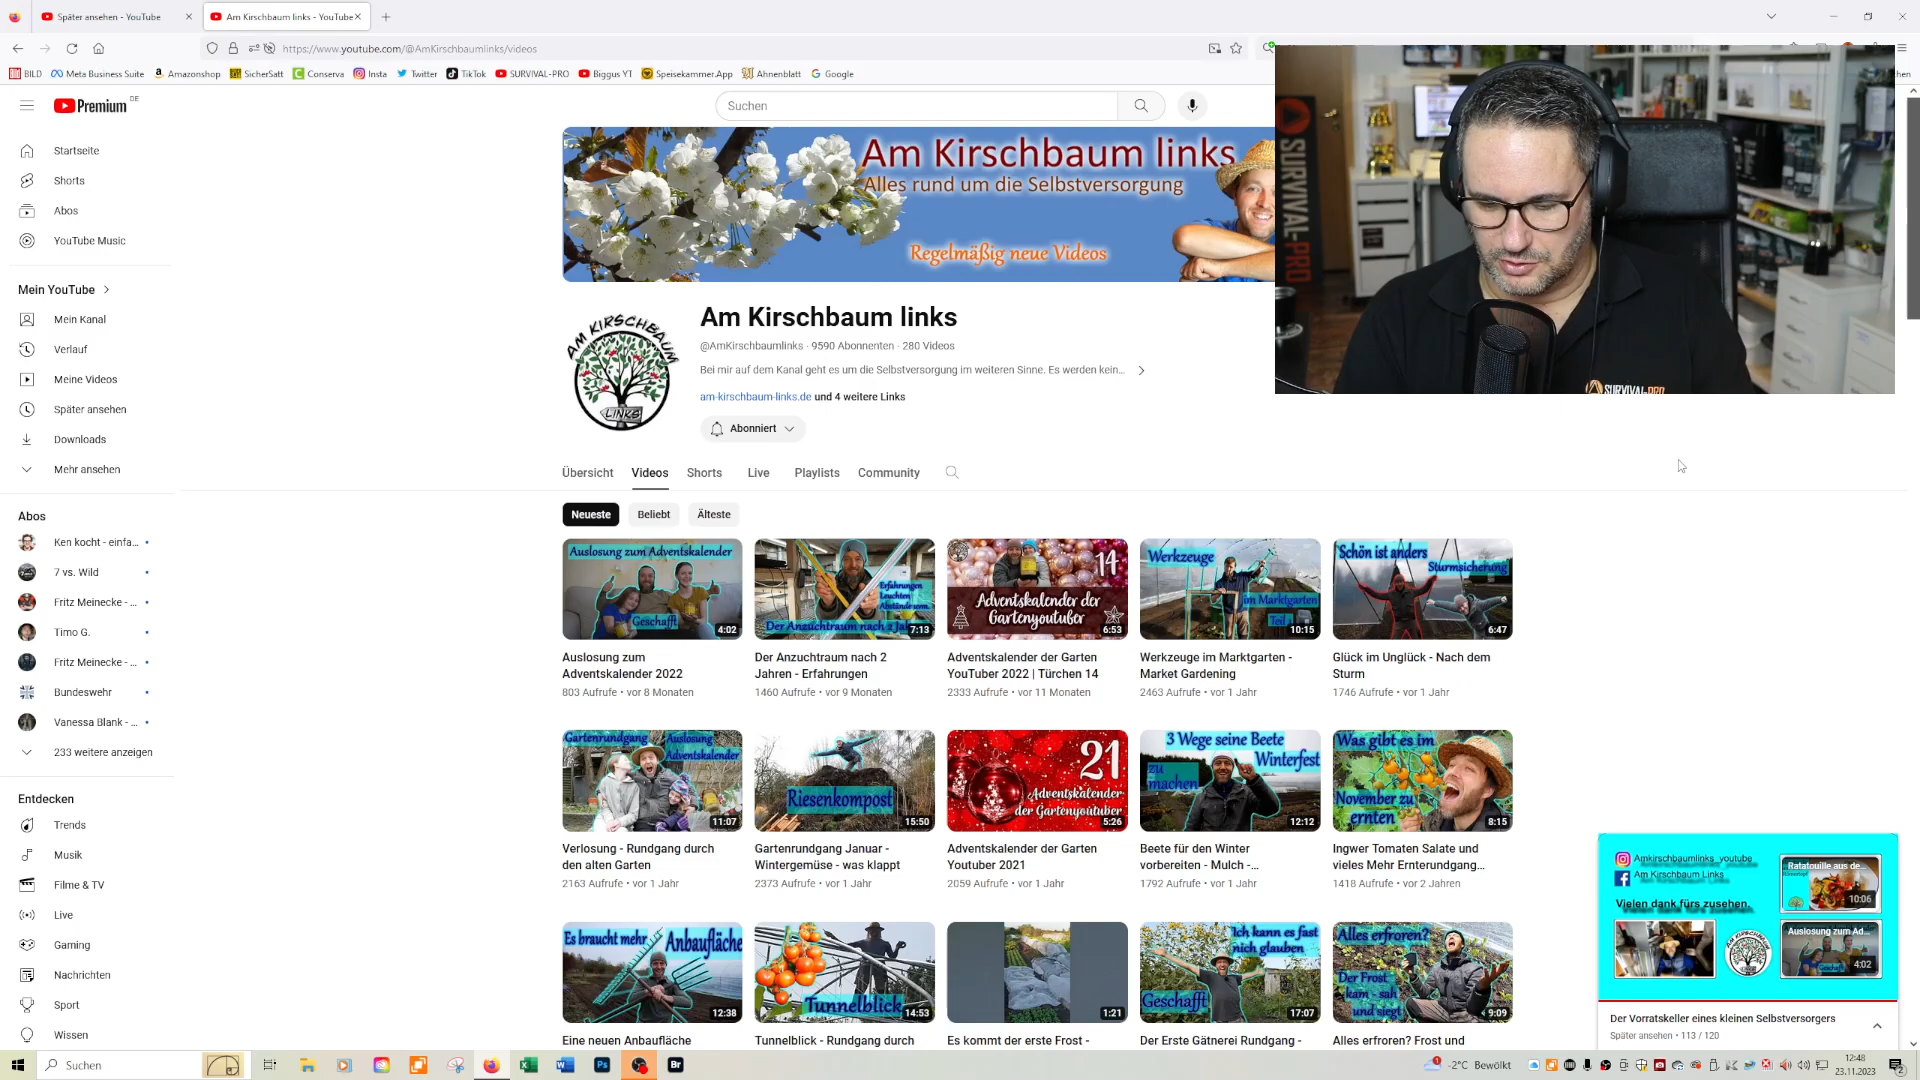 Später ansehen - YouTube
Am Kirschbaum links - YouTube
https://www.youtube.com/@AmKirschbaumlinks/videos
BILD
Meta Business Suite
Amazonshop
SicherSatt
Conserva
Insta
Twitter
TikTok
SURVIVAL-PRO
Biggus YT
Speisekammer.App
Ahnenblatt
Google
Premium DE
Suchen
Startseite
Shorts
Abos
YouTube Music
Mein YouTube
Mein Kanal
Verlauf
Meine Videos
Später ansehen
Downloads
Mehr ansehen
Abos
Ken kocht - einfa...
7 vs. Wild
Fritz Meinecke - ...
Timo G.
Fritz Meinecke - ...
Bundeswehr
Vanessa Blank - ...
233 weitere anzeigen
Entdecken
Trends
Musik
Filme & TV
Live
Gaming
Nachrichten
Sport
Wissen
Am Kirschbaum links
Alles rund um die Selbstversorgung
Regelmäßig neue Videos
SURVIVAL-PRO
SURVIVAL-PRO
AM KIRSCHBAUM
LINKS
Am Kirschbaum links
@AmKirschbaumlinks · 9590 Abonnenten · 280 Videos
Bei mir auf dem Kanal geht es um die Selbstversorgung im weiteren Sinne. Es werden kein...
am-kirschbaum-links.de und 4 weitere Links
Abonniert
Übersicht
Videos
Shorts
Live
Playlists
Community
Neueste
Beliebt
Älteste
Auslosung zum Adventskalender
Geschafft
4:02
Erfahrungen
Leuchten
Abstände uvm.
Der Anzuchtraum nach 2 Ja
7:13
14
Adventskalender der
Gartenyoutuber
6:53
Werkzeuge
im Marktgarten
Teil
10:15
Schön ist anders
Sturmsicherung
6:47
Auslosung zum
Adventskalender 2022
803 Aufrufe • vor 8 Monaten
Der Anzuchtraum nach 2
Jahren - Erfahrungen
1460 Aufrufe • vor 9 Monaten
Adventskalender der Garten
YouTuber 2022 | Türchen 14
2333 Aufrufe • vor 11 Monaten
Werkzeuge im Marktgarten -
Market Gardening
2463 Aufrufe • vor 1 Jahr
Glück im Unglück - Nach dem
Sturm
1746 Aufrufe • vor 1 Jahr
Gartenrundgang
Auslosung
Adventskalender
11:07
Riesenkompost
15:50
21
Adventskalender
der Gartenyoutuber
5:26
3 Wege seine Beete
zu
Winterfest
machen
12:12
Was gibt es im
November zu
ernten
8:15
Verlosung - Rundgang durch
den alten Garten
2163 Aufrufe • vor 1 Jahr
Gartenrundgang Januar -
Wintergemüse - was klappt
2373 Aufrufe • vor 1 Jahr
Adventskalender der Garten
Youtuber 2021
2059 Aufrufe • vor 1 Jahr
Beete für den Winter
vorbereiten - Mulch -...
1792 Aufrufe • vor 1 Jahr
Ingwer Tomaten Salate und
vieles Mehr Ernterundgang...
1418 Aufrufe • vor 2 Jahren
Es braucht mehr
Anbaufläche
12:38
Tunnelblick
14:53
1:21
Ich kann es fast
nich glauben
Geschafft
17:07
Alles erfroren?
Der Frost
kam - sah
und siegt
9:09
Eine neuen Anbaufläche
Tunnelblick - Rundgang durch
Es kommt der erste Frost -
Der Erste Gätnerei Rundgang -
Alles erfroren? Frost und
Amkirschbaumlinks_youtube
Am Kirschbaum Links
Vielen dank fürs zusehen.
Ratatouille aus de...
10:06
Auslosung zum Ad...
Geschafft
4:02
Der Vorratskeller eines kleinen Selbstversorgers
Später ansehen • 113 / 120
Suchen
-2°C Bewölkt
12:48
23.11.2023